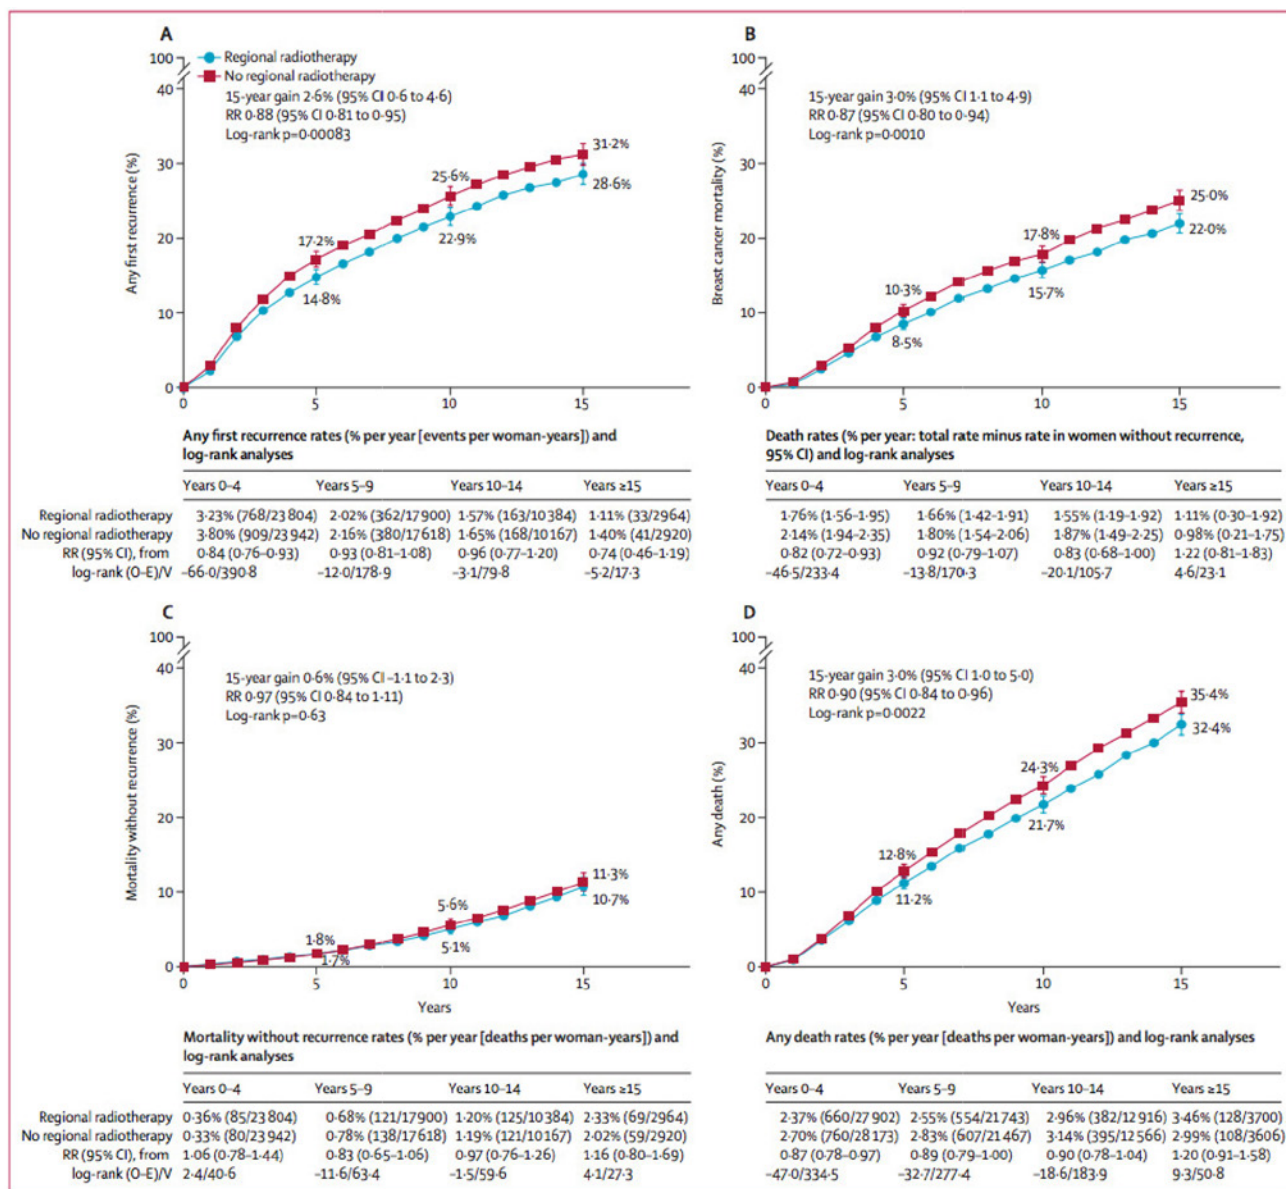 A
100
Regional radiotherapy
No regional radiotherapy
40
15-year gain 2·6% (95% CI 0·6 to 4·6)
RR 0·88 (95% CI 0·81 to 0·95)
Log-rank p=0·00083
30
20
10
0
Any first recurrence (%)
17·2%
14·8%
25·6%
22·9%
31·2%
28·6%
0 5 10 15
Any first recurrence rates (% per year [events per woman-years]) and
log-rank analyses
Years 0–4 Years 5–9 Years 10–14 Years ≥15
Regional radiotherapy 3·23% (768/23 804) 2·02% (362/17 900) 1·57% (163/10 384) 1·11% (33/2964)
No regional radiotherapy 3·80% (909/23 942) 2·16% (380/17 618) 1·65% (168/10 167) 1·40% (41/2920)
RR (95% CI), from 0·84 (0·76–0·93) 0·93 (0·81–1·08) 0·96 (0·77–1·20) 0·74 (0·46–1·19)
log-rank (O–E)/V –66·0/390·8 –12·0/178·9 –3·1/79·8 –5·2/17·3
B
100
40
15-year gain 3·0% (95% CI 1·1 to 4·9)
RR 0·87 (95% CI 0·80 to 0·94)
Log-rank p=0·0010
30
20
10
0
Breast cancer mortality (%)
10·3%
8·5%
17·8%
15·7%
25·0%
22·0%
0 5 10 15
Death rates (% per year: total rate minus rate in women without recurrence,
95% CI) and log-rank analyses
Years 0–4 Years 5–9 Years 10–14 Years ≥15
1·76% (1·56–1·95) 1·66% (1·42–1·91) 1·55% (1·19–1·92) 1·11% (0·30–1·92)
2·14% (1·94–2·35) 1·80% (1·54–2·06) 1·87% (1·49–2·25) 0·98% (0·21–1·75)
0·82 (0·72–0·93) 0·92 (0·79–1·07) 0·83 (0·68–1·00) 1·22 (0·81–1·83)
–46·5/233·4 –13·8/170·3 –20·1/105·7 4·6/23·1
C
100
40
15-year gain 0·6% (95% CI –1·1 to 2·3)
RR 0·97 (95% CI 0·84 to 1·11)
Log-rank p=0·63
30
20
10
0
Mortality without recurrence (%)
1·8%
1·7%
5·6%
5·1%
11·3%
10·7%
0 5 10 15
Years
Mortality without recurrence rates (% per year [deaths per woman-years]) and
log-rank analyses
Years 0–4 Years 5–9 Years 10–14 Years ≥15
Regional radiotherapy 0·36% (85/23 804) 0·68% (121/17 900) 1·20% (125/10 384) 2·33% (69/2964)
No regional radiotherapy 0·33% (80/23 942) 0·78% (138/17 618) 1·19% (121/10 167) 2·02% (59/2920)
RR (95% CI), from 1·06 (0·78–1·44) 0·83 (0·65–1·06) 0·97 (0·76–1·26) 1·16 (0·80–1·69)
log-rank (O–E)/V 2·4/40·6 –11·6/63·4 –1·5/59·6 4·1/27·3
D
100
40
15-year gain 3·0% (95% CI 1·0 to 5·0)
RR 0·90 (95% CI 0·84 to 0·96)
Log-rank p=0·0022
30
20
10
0
Any death (%)
12·8%
11·2%
24·3%
21·7%
35·4%
32·4%
0 5 10 15
Years
Any death rates (% per year [deaths per woman-years]) and log-rank analyses
Years 0–4 Years 5–9 Years 10–14 Years ≥15
2·37% (660/27 902) 2·55% (554/21 743) 2·96% (382/12 916) 3·46% (128/3700)
2·70% (760/28 173) 2·83% (607/21 467) 3·14% (395/12 566) 2·99% (108/3606)
0·87 (0·78–0·97) 0·89 (0·79–1·00) 0·90 (0·78–1·04) 1·20 (0·91–1·58)
–47·0/334·5 –32·7/277·4 –18·6/183·9 9·3/50·8